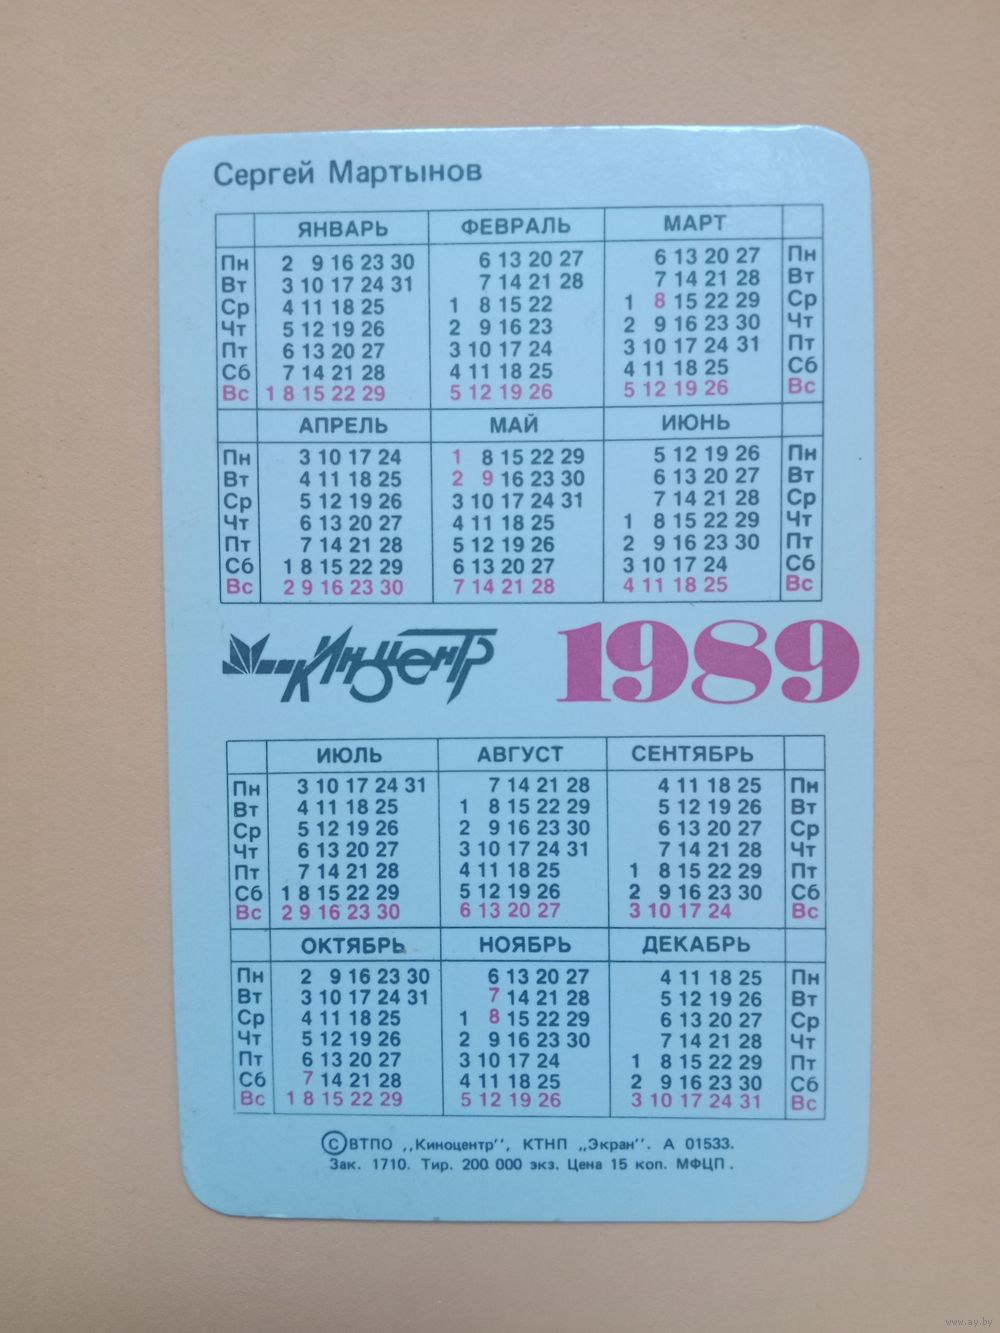 Сергей Мартынов
ЯНВАРЬ ФЕВРАЛЬ МАРТ
Пн 2 9 16 23 30 6 13 20 27 6 13 20 27 Пн
Вт 3 10 17 24 31 7 14 21 28 7 14 21 28 Вт
Ср 4 11 18 25 1 8 15 22 1 8 15 22 29 Ср
Чт 5 12 19 26 2 9 16 23 2 9 16 23 30 Чт
Пт 6 13 20 27 3 10 17 24 3 10 17 24 31 Пт
Сб 7 14 21 28 4 11 18 25 4 11 18 25 Сб
Вс 1 8 15 22 29 5 12 19 26 5 12 19 26 Вс
АПРЕЛЬ МАЙ ИЮНЬ
Пн 3 10 17 24 1 8 15 22 29 5 12 19 26 Пн
Вт 4 11 18 25 2 9 16 23 30 6 13 20 27 Вт
Ср 5 12 19 26 3 10 17 24 31 7 14 21 28 Ср
Чт 6 13 20 27 4 11 18 25 1 8 15 22 29 Чт
Пт 7 14 21 28 5 12 19 26 2 9 16 23 30 Пт
Сб 1 8 15 22 29 6 13 20 27 3 10 17 24 Сб
Вс 2 9 16 23 30 7 14 21 28 4 11 18 25 Вс
Киноцентр 1989
ИЮЛЬ АВГУСТ СЕНТЯБРЬ
Пн 3 10 17 24 31 7 14 21 28 4 11 18 25 Пн
Вт 4 11 18 25 1 8 15 22 29 5 12 19 26 Вт
Ср 5 12 19 26 2 9 16 23 30 6 13 20 27 Ср
Чт 6 13 20 27 3 10 17 24 31 7 14 21 28 Чт
Пт 7 14 21 28 4 11 18 25 1 8 15 22 29 Пт
Сб 1 8 15 22 29 5 12 19 26 2 9 16 23 30 Сб
Вс 2 9 16 23 30 6 13 20 27 3 10 17 24 Вс
ОКТЯБРЬ НОЯБРЬ ДЕКАБРЬ
Пн 2 9 16 23 30 6 13 20 27 4 11 18 25 Пн
Вт 3 10 17 24 31 7 14 21 28 5 12 19 26 Вт
Ср 4 11 18 25 1 8 15 22 29 6 13 20 27 Ср
Чт 5 12 19 26 2 9 16 23 30 7 14 21 28 Чт
Пт 6 13 20 27 3 10 17 24 1 8 15 22 29 Пт
Сб 7 14 21 28 4 11 18 25 2 9 16 23 30 Сб
Вс 1 8 15 22 29 5 12 19 26 3 10 17 24 31 Вс
© ВТПО ,,Киноцентр'', КТНП „Экран''. А 01533.
Зак. 1710. Тир. 200 000 экз. Цена 15 коп. МФЦП.
www.ay.by